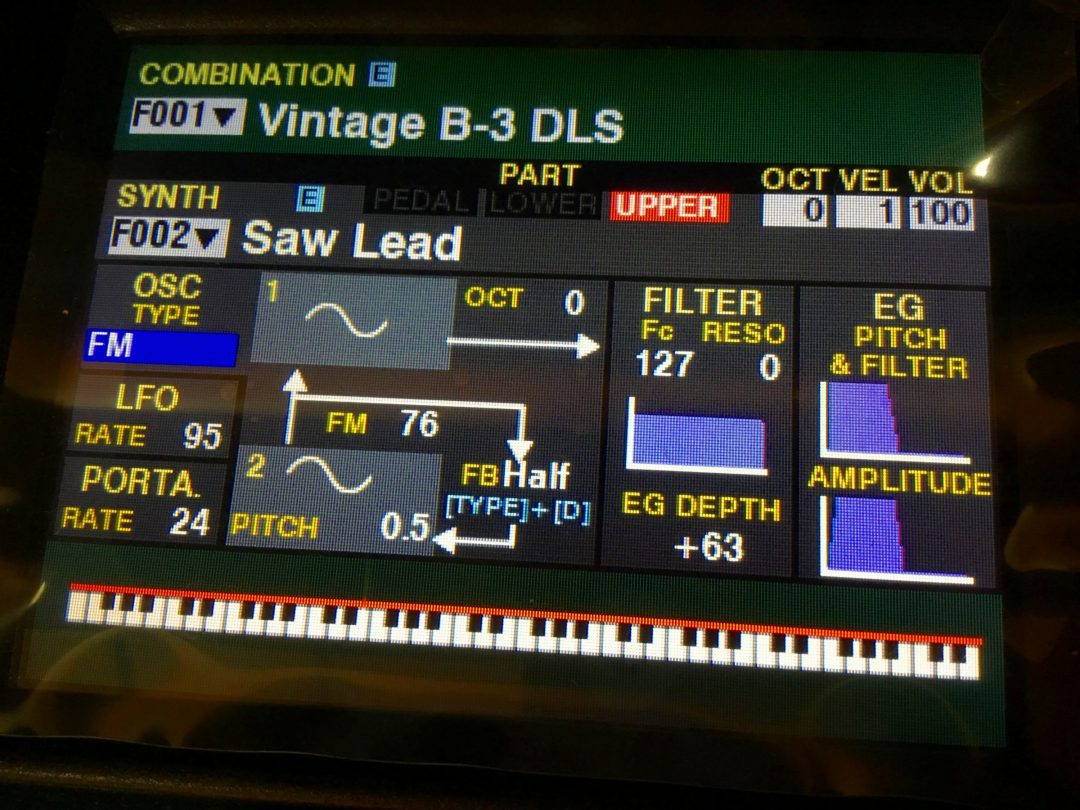 COMBINATION E
F001▼ Vintage B-3 DLS
PART
SYNTH E PEDAL LOWER UPPER OCT VEL VOL
0 1 100
F002▼ Saw Lead
OSC
TYPE
FM
1 OCT 0
FILTER
Fc RESO
127 0
EG
PITCH
& FILTER
LFO
RATE 95
FM 76
PORTA.
RATE 24
2
PITCH 0.5
FB Half
[TYPE]+[D]
EG DEPTH
+63
AMPLITUDE